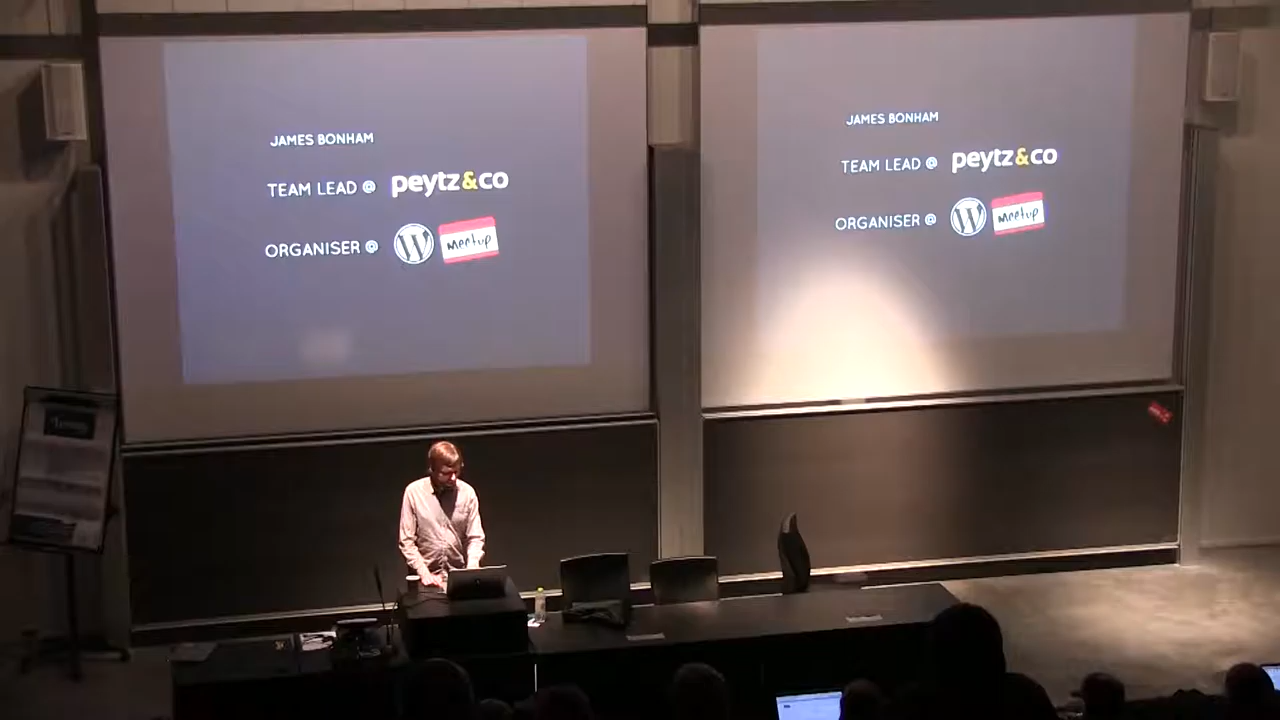 JAMES BONHAM
TEAM LEAD @ peytz&co
ORGANISER @ W Meetup
JAMES BONHAM
TEAM LEAD @ peytz&co
ORGANISER @ W Meetup